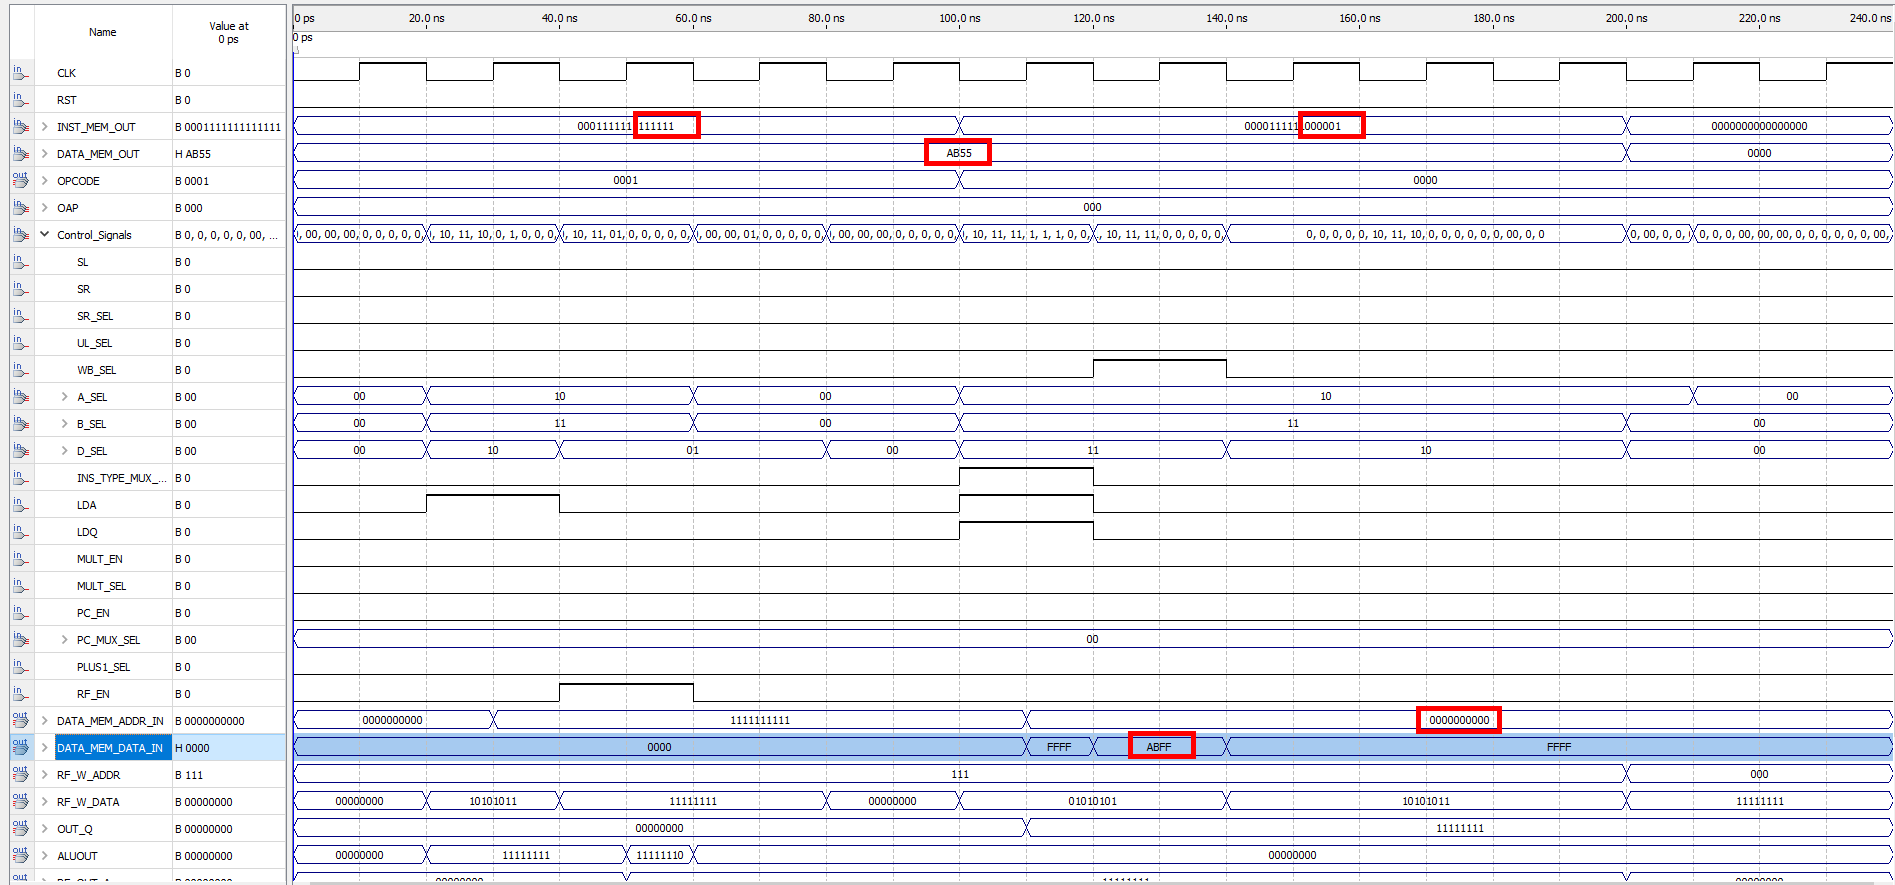 Name
Value at
0 ps
0 ps 20.0 ns 40.0 ns 60.0 ns 80.0 ns 100.0 ns 120.0 ns 140.0 ns 160.0 ns 180.0 ns 200.0 ns 220.0 ns 240.0 ns
0 ps
CLK B 0
RST B 0
INST_MEM_OUT B 0001111111111111 000111111 111111 000011111 000001 0000000000000000
DATA_MEM_OUT H AB55 AB55 0000
OPCODE B 0001 0001 0000
OAP B 000 000
Control_Signals B 0, 0, 0, 0, 0, 00, ... , 00, 00, 00, 0, 0, 0, 0, 0, , 10, 11, 10, 0, 1, 0, 0, 0, , 10, 11, 01, 0, 0, 0, 0, 0, , 00, 00, 01, 0, 0, 0, 0, 0, , 00, 00, 00, 0, 0, 0, 0, 0, , 10, 11, 11, 1, 1, 1, 0, 0, , 10, 11, 11, 0, 0, 0, 0, 0, 0, 0, 0, 0, 0, 10, 11, 10, 0, 0, 0, 0, 0, 0, 00, 0, 0 0, 00, 0, 0, 0, 0, 0, 00, 00, 00, 0, 0, 0, 0, 0, 0, 00,
SL B 0
SR B 0
SR_SEL B 0
UL_SEL B 0
WB_SEL B 0
A_SEL B 00 00 10 00 10 00
B_SEL B 00 00 11 00 11 00
D_SEL B 00 00 10 01 00 11 10 00
INS_TYPE_MUX_... B 0
LDA B 0
LDQ B 0
MULT_EN B 0
MULT_SEL B 0
PC_EN B 0
PC_MUX_SEL B 00 00
PLUS1_SEL B 0
RF_EN B 0
DATA_MEM_ADDR_IN B 0000000000 0000000000 1111111111 0000000000
DATA_MEM_DATA_IN H 0000 0000 FFFF ABFF FFFF
RF_W_ADDR B 111 111 000
RF_W_DATA B 00000000 00000000 10101011 11111111 00000000 01010101 10101011 11111111
OUT_Q B 00000000 00000000 11111111
ALUOUT B 00000000 00000000 11111111 11111110 00000000